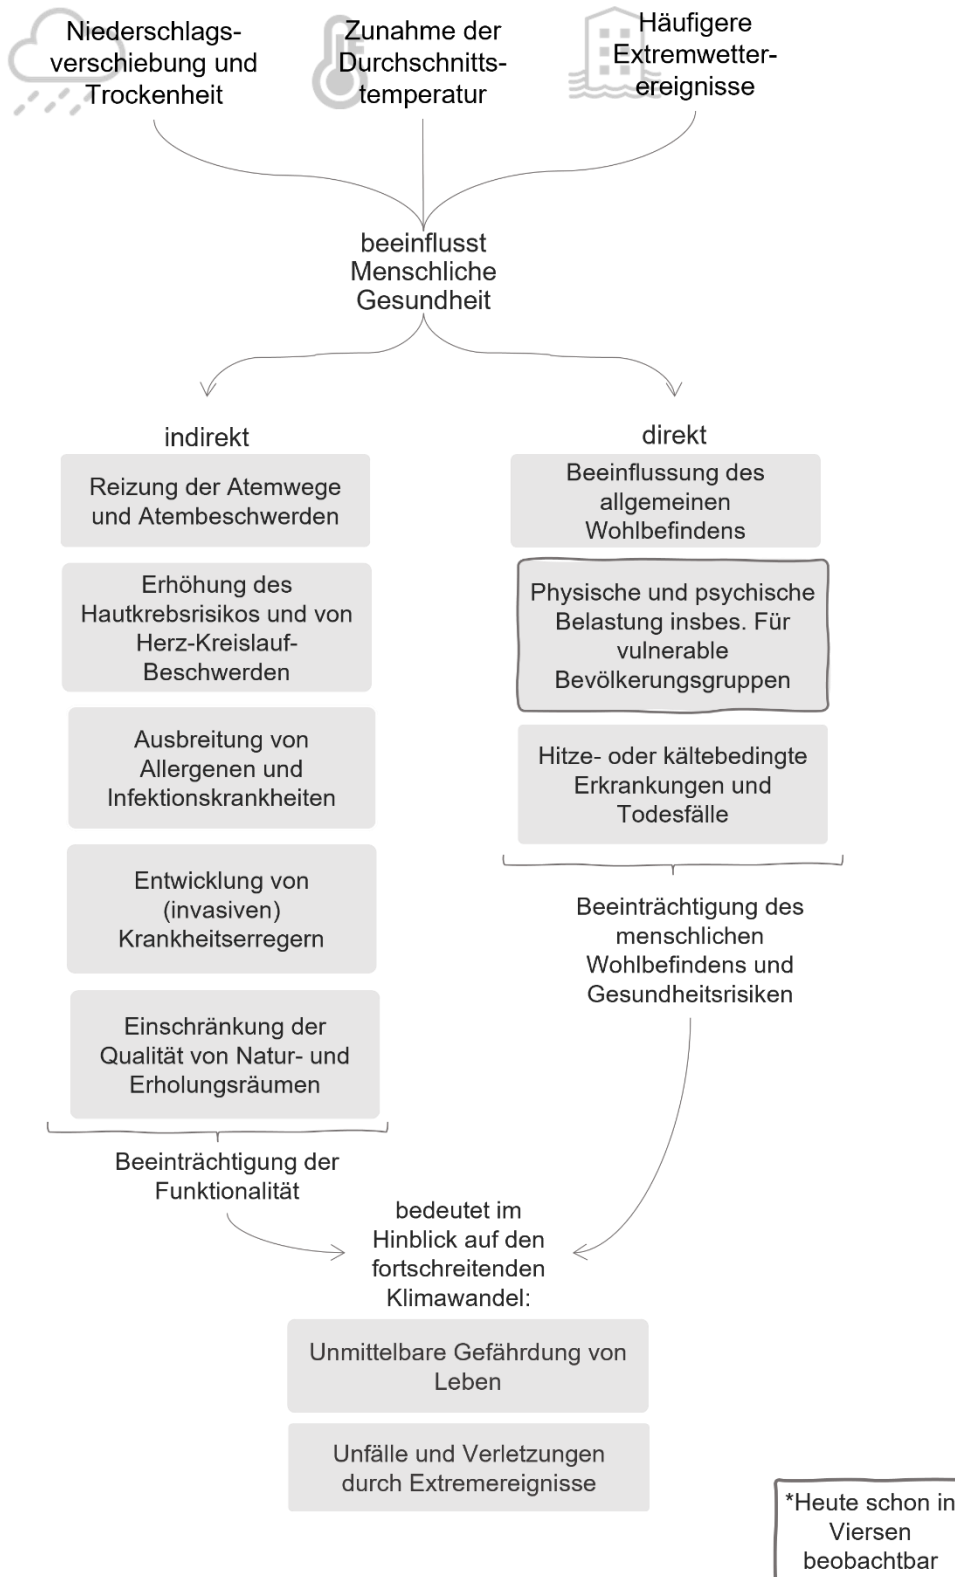 Niederschlags-
verschiebung und
Trockenheit
Zunahme der
Durchschnitts-
temperatur
Häufigere
Extremwetter-
ereignisse
beeinflusst
Menschliche
Gesundheit
indirekt
Reizung der Atemwege
und Atembeschwerden
Erhöhung des
Hautkrebsrisikos und von
Herz-Kreislauf-
Beschwerden
Ausbreitung von
Allergenen und
Infektionskrankheiten
Entwicklung von
(invasiven)
Krankheitserregern
Einschränkung der
Qualität von Natur- und
Erholungsräumen
Beeinträchtigung der
Funktionalität
direkt
Beeinflussung des
allgemeinen
Wohlbefindens
Physische und psychische
Belastung insbes. Für
vulnerable
Bevölkerungsgruppen
Hitze- oder kältebedingte
Erkrankungen und
Todesfälle
Beeinträchtigung des
menschlichen
Wohlbefindens und
Gesundheitsrisiken
bedeutet im
Hinblick auf den
fortschreitenden
Klimawandel:
Unmittelbare Gefährdung von
Leben
Unfälle und Verletzungen
durch Extremereignisse
*Heute schon in
Viersen
beobachtbar